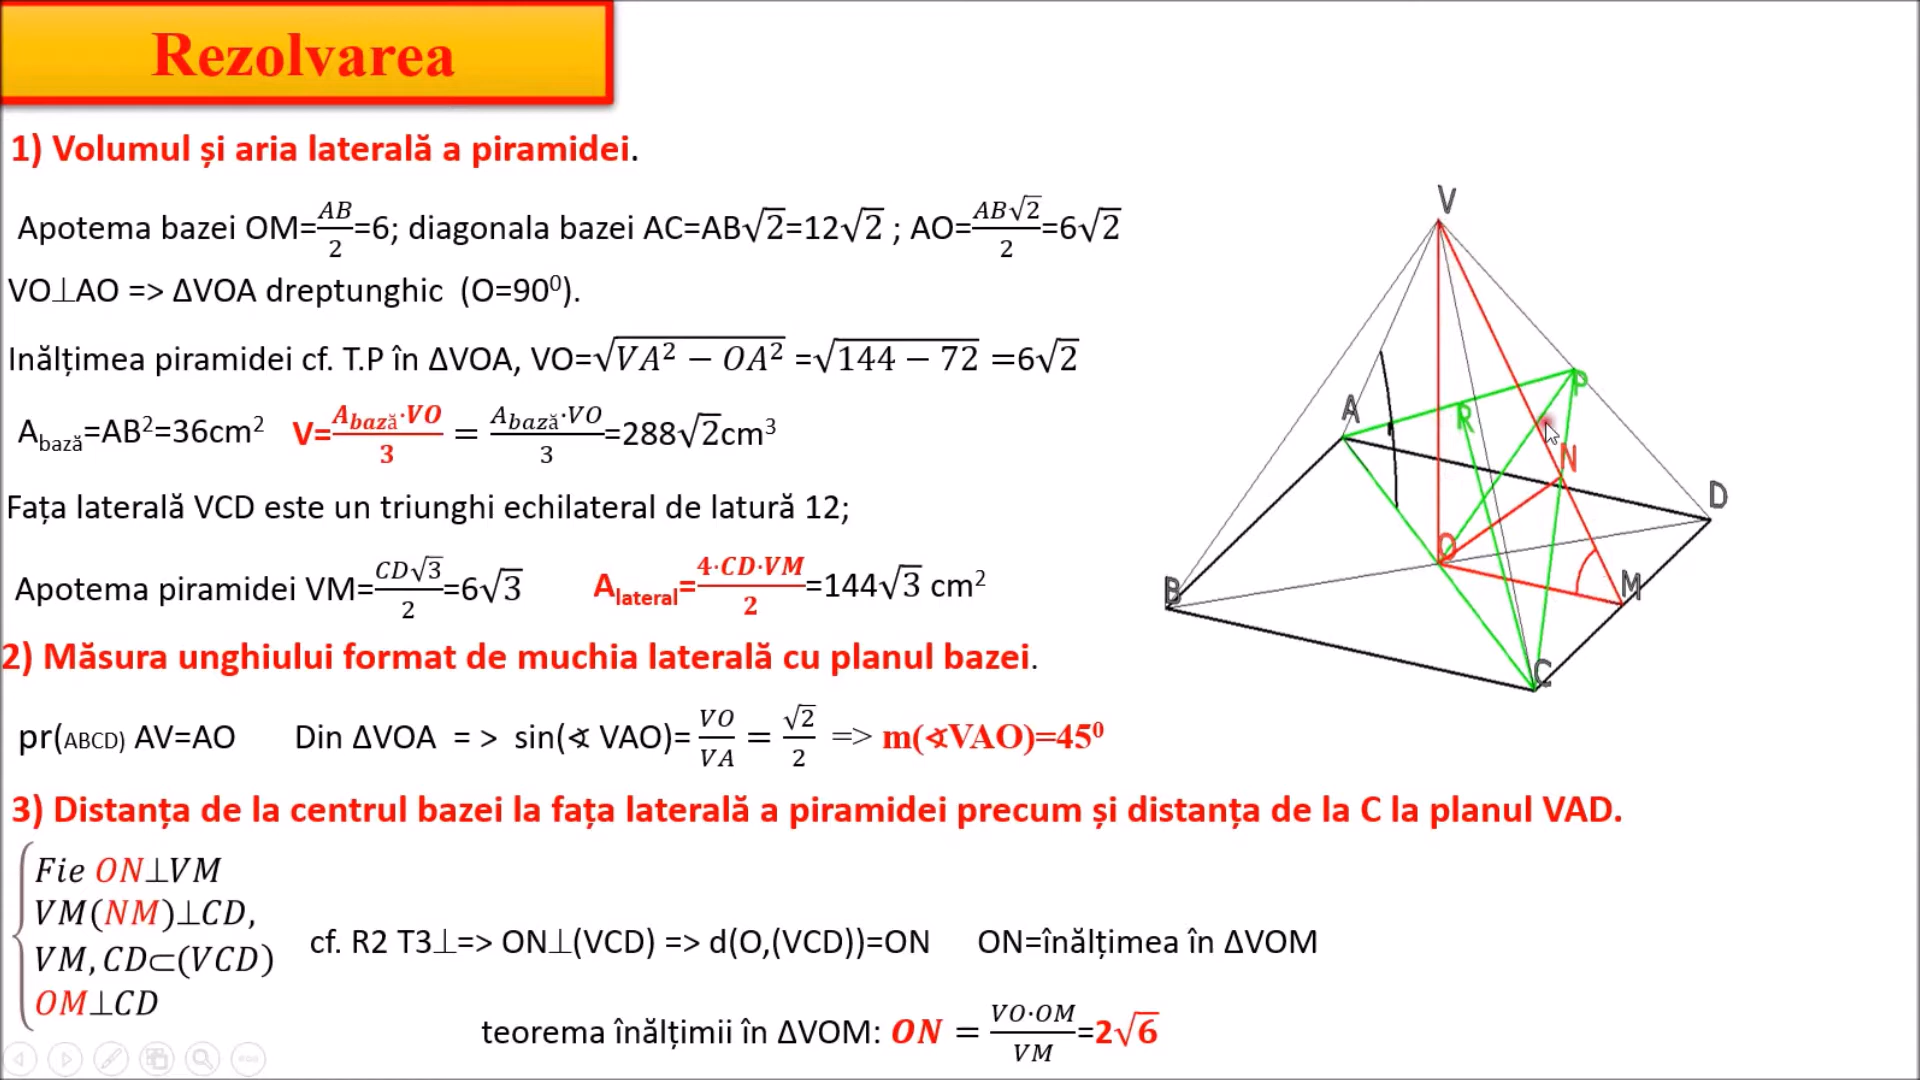 Rezolvarea
1) Volumul și aria laterală a piramidei.
Apotema bazei OM=AB/2=6; diagonala bazei AC=AB√2=12√2 ; AO=AB√2/2=6√2
VO⊥AO => ΔVOA dreptunghic (O=90⁰).
Inălțimea piramidei cf. T.P în ΔVOA, VO=√(VA² − OA²) =√(144 − 72) =6√2
A_bază=AB²=36cm² V=A_bază·VO/3 = A_bază·VO/3=288√2cm³
Fața laterală VCD este un triunghi echilateral de latură 12;
Apotema piramidei VM=CD√3/2=6√3 A_lateral=4·CD·VM/2=144√3 cm²
2) Măsura unghiului format de muchia laterală cu planul bazei.
pr(ABCD) AV=AO Din ΔVOA = > sin(∢ VAO)= VO/VA = √2/2 => m(∢VAO)=45⁰
3) Distanța de la centrul bazei la fața laterală a piramidei precum și distanța de la C la planul VAD.
Fie ON⊥VM
VM(NM)⊥CD,
VM, CD⊂(VCD)
OM⊥CD
cf. R2 T3⊥=> ON⊥(VCD) => d(O,(VCD))=ON ON=înălțimea în ΔVOM
teorema înălțimii în ΔVOM: ON = VO·OM/VM=2√6
V
A
P
R
N
D
O
B
M
C